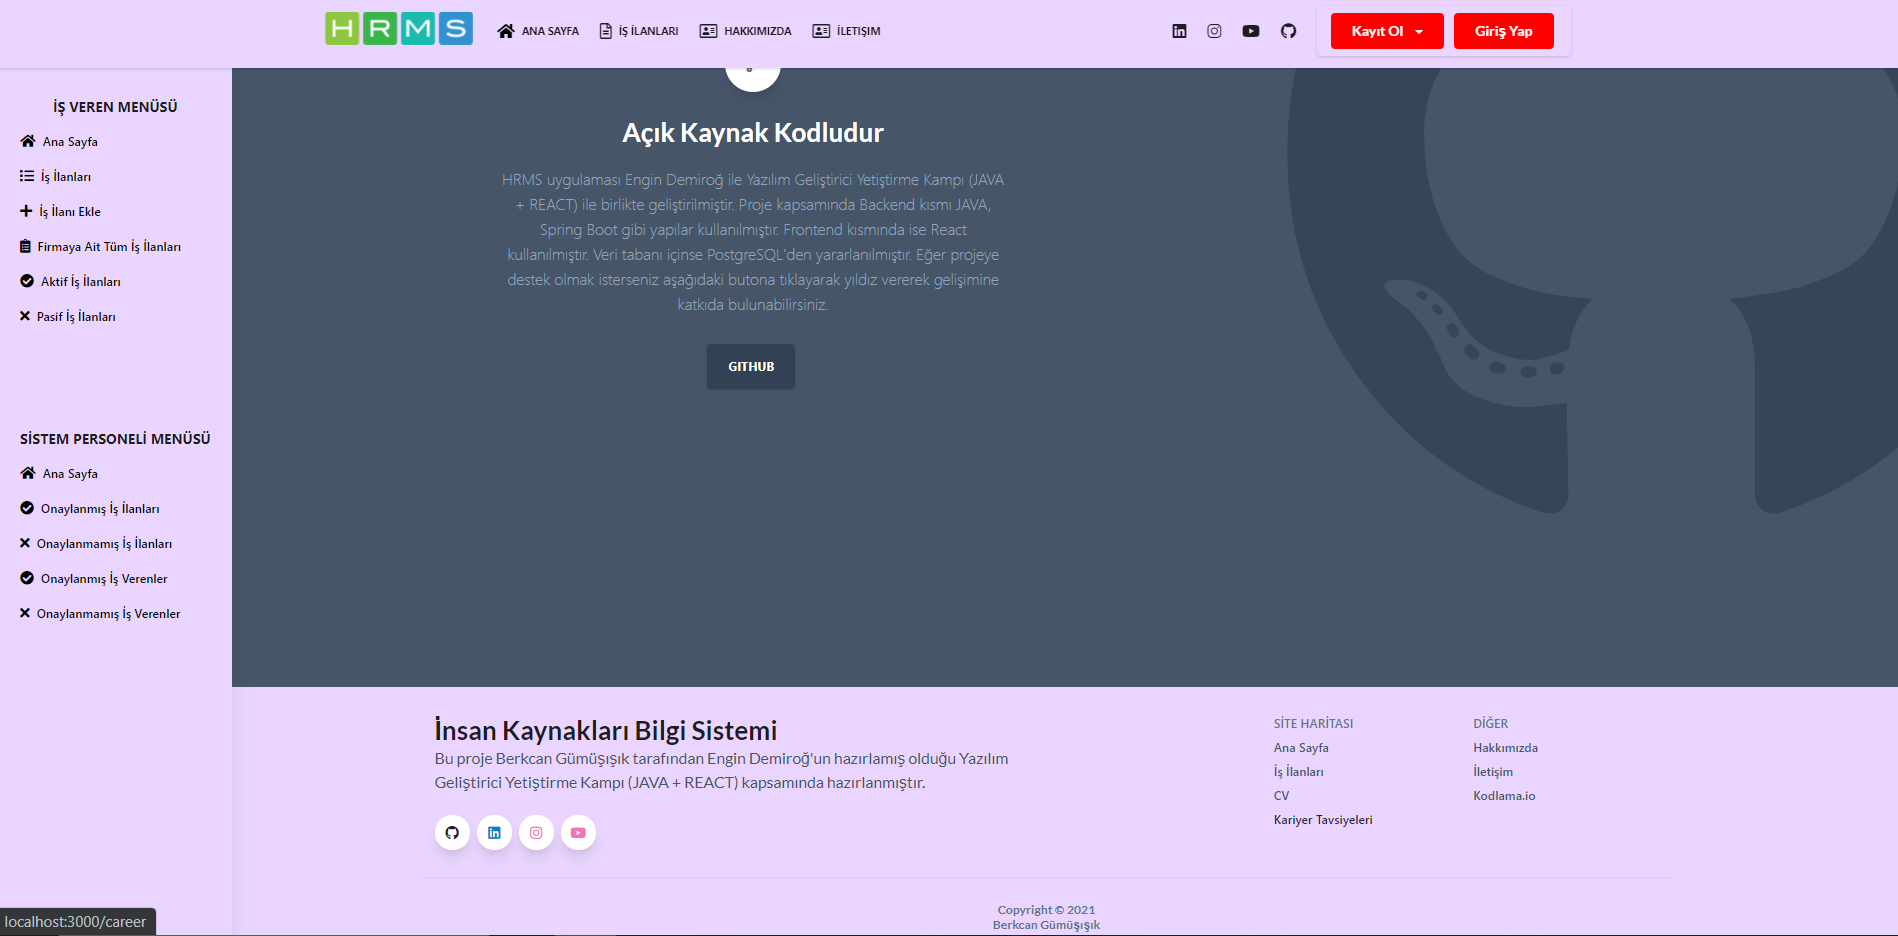 HRMS
ANA SAYFA
İŞ İLANLARI
HAKKIMIZDA
İLETIŞIM
Kayıt Ol
Giriş Yap
İŞ VEREN MENÜSÜ
Ana Sayfa
İş İlanları
İş İlanı Ekle
Firmaya Ait Tüm İş İlanları
Aktif İş İlanları
Pasif İş İlanları
SİSTEM PERSONELİ MENÜSÜ
Ana Sayfa
Onaylanmış İş İlanları
Onaylanmamış İş İlanları
Onaylanmış İş Verenler
Onaylanmamış İş Verenler
Açık Kaynak Kodludur
HRMS uygulaması Engin Demiroğ ile Yazılım Geliştirici Yetiştirme Kampı (JAVA
+ REACT) ile birlikte geliştirilmiştir. Proje kapsamında Backend kısmı JAVA,
Spring Boot gibi yapılar kullanılmıştır. Frontend kısmında ise React
kullanılmıştır. Veri tabanı içinse PostgreSQL'den yararlanılmıştır. Eğer projeye
destek olmak isterseniz aşağıdaki butona tıklayarak yıldız vererek gelişimine
katkıda bulunabilirsiniz.
GITHUB
İnsan Kaynakları Bilgi Sistemi
Bu proje Berkcan Gümüşışık tarafından Engin Demiroğ'un hazırlamış olduğu Yazılım
Geliştirici Yetiştirme Kampı (JAVA + REACT) kapsamında hazırlanmıştır.
SİTE HARİTASI
Ana Sayfa
İş İlanları
CV
Kariyer Tavsiyeleri
DİĞER
Hakkımızda
İletişim
Kodlama.io
Copyright © 2021
Berkcan Gümüşışık
localhost:3000/career